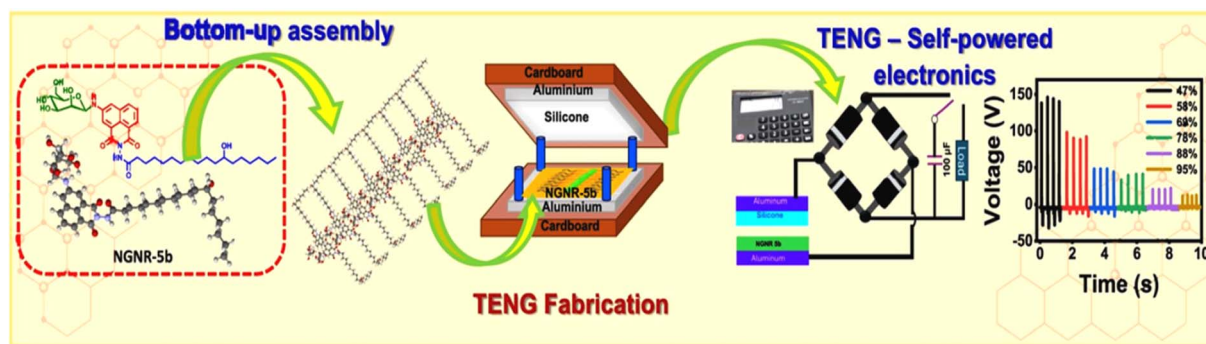 Bottom-up assembly
TENG – Self-powered
electronics
NGNR-5b
TENG Fabrication
Cardboard
Aluminium
Silicone
NGNR-5b
Aluminium
Cardboard
Aluminum
Silicone
NGNR 5b
Aluminum
100 µF
Load
Voltage (V)
150
100
50
0
-50
0 2 4 6 8 10
Time (s)
47%
58%
69%
78%
88%
95%
OH
HO
O